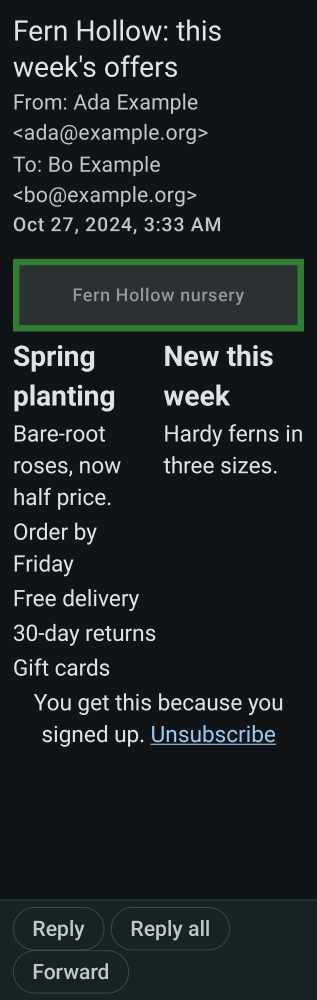 Fern Hollow: this
week's offers
From: Ada Example
<ada@example.org>
To: Bo Example
<bo@example.org>
Oct 27, 2024, 3:33 AM
Fern Hollow nursery
Spring
planting
Bare-root
roses, now
half price.
Order by
Friday
New this
week
Hardy ferns in
three sizes.
Free delivery
30-day returns
Gift cards
You get this because you
signed up. Unsubscribe
Reply
Reply all
Forward